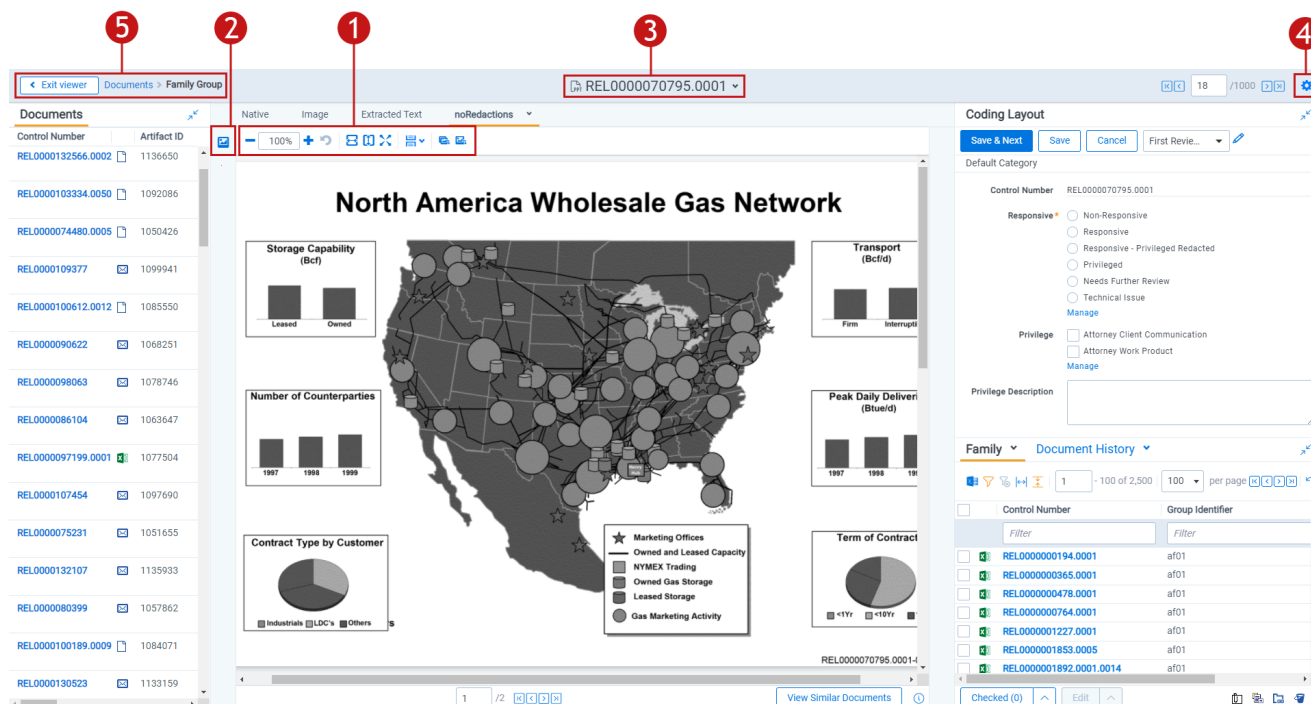 5
2
1
3
4
Exit viewer
Documents > Family Group
REL0000070795.0001
18 /1000
Documents
Control Number Artifact ID
REL0000132566.0002 1136650
REL0000103334.0050 1092086
REL0000074480.0005 1050426
REL0000109377 1099941
REL0000100612.0012 1085550
REL0000090622 1068251
REL0000098063 1078746
REL0000086104 1063647
REL0000097199.0001 1077504
REL0000107454 1097690
REL0000075231 1051655
REL0000132107 1135933
REL0000080399 1057862
REL0000100189.0009 1084071
REL0000130523 1133159
Native Image Extracted Text noRedactions
100%
North America Wholesale Gas Network
Storage Capability
(Bcf)
Leased Owned
Number of Counterparties
1997 1998 1999
Contract Type by Customer
Industrials LDC's Others
Transport
(Bcf/d)
Firm Interrupti
Peak Daily Deliveri
(Btue/d)
1997 1998 199
Term of Contract
<1Yr <10Yr
Henry
Hub
Marketing Offices
Owned and Leased Capacity
NYMEX Trading
Owned Gas Storage
Leased Storage
Gas Marketing Activity
REL0000070795.0001-0
1 /2
View Similar Documents
Coding Layout
Save & Next Save Cancel First Revie...
Default Category
Control Number REL0000070795.0001
Responsive * Non-Responsive
Responsive
Responsive - Privileged Redacted
Privileged
Needs Further Review
Technical Issue
Manage
Privilege Attorney Client Communication
Attorney Work Product
Manage
Privilege Description
Family Document History
1 - 100 of 2,500 100 per page
Control Number Group Identifier
Filter Filter
REL0000000194.0001 af01
REL0000000365.0001 af01
REL0000000478.0001 af01
REL0000000764.0001 af01
REL0000001227.0001 af01
REL0000001853.0005 af01
REL0000001892.0001.0014 af01
Checked (0) Edit